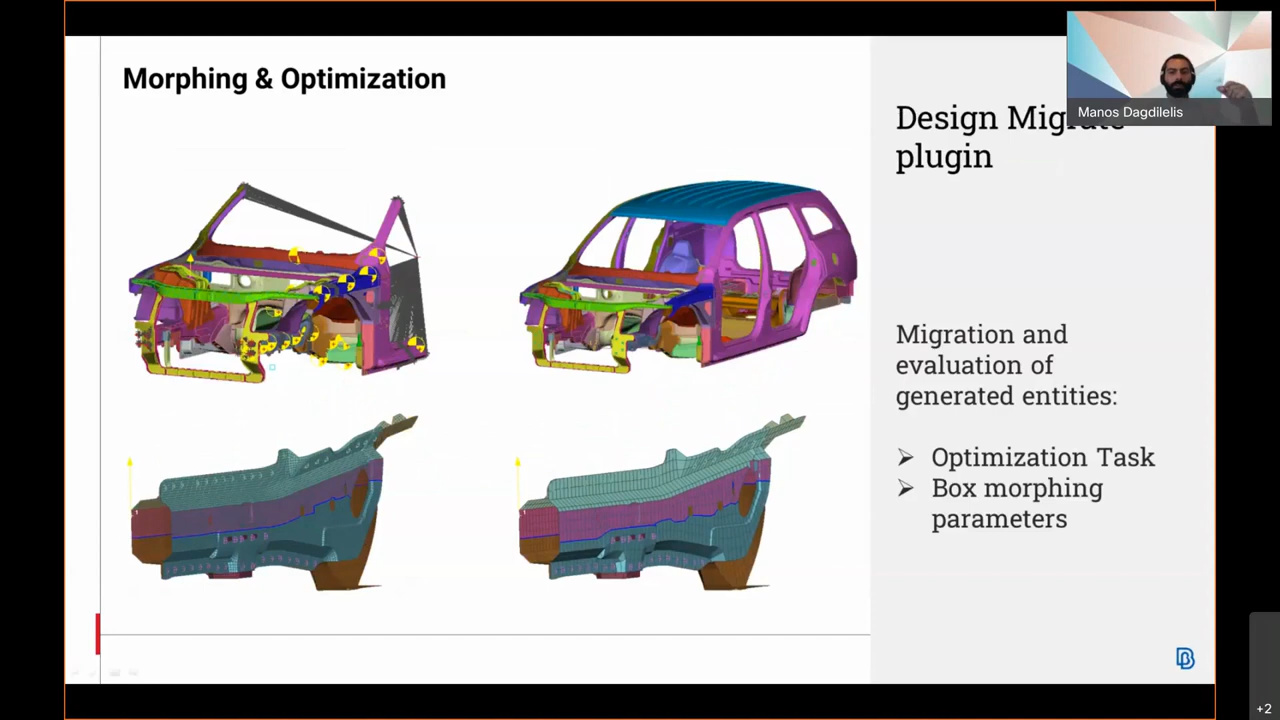 Morphing & Optimization
Manos Dagdilelis
Design Migrate
plugin
Migration and
evaluation of
generated entities:
➢ Optimization Task
➢ Box morphing
parameters
+2